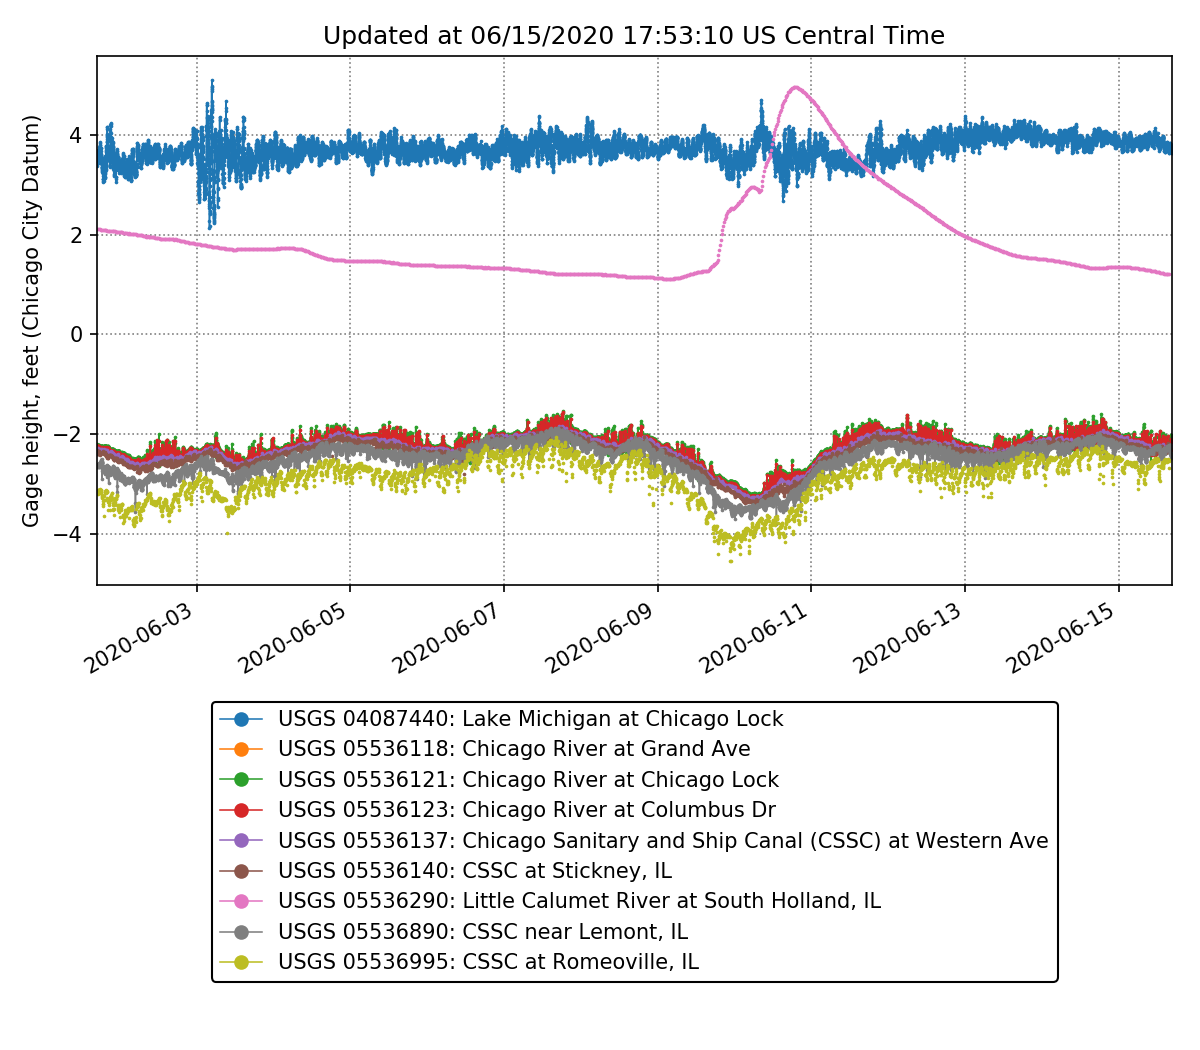 Updated at 06/15/2020 17:53:10 US Central Time
Gage height, feet (Chicago City Datum)
4
2
0
−2
−4
2020-06-03
2020-06-05
2020-06-07
2020-06-09
2020-06-11
2020-06-13
2020-06-15
USGS 04087440: Lake Michigan at Chicago Lock
USGS 05536118: Chicago River at Grand Ave
USGS 05536121: Chicago River at Chicago Lock
USGS 05536123: Chicago River at Columbus Dr
USGS 05536137: Chicago Sanitary and Ship Canal (CSSC) at Western Ave
USGS 05536140: CSSC at Stickney, IL
USGS 05536290: Little Calumet River at South Holland, IL
USGS 05536890: CSSC near Lemont, IL
USGS 05536995: CSSC at Romeoville, IL